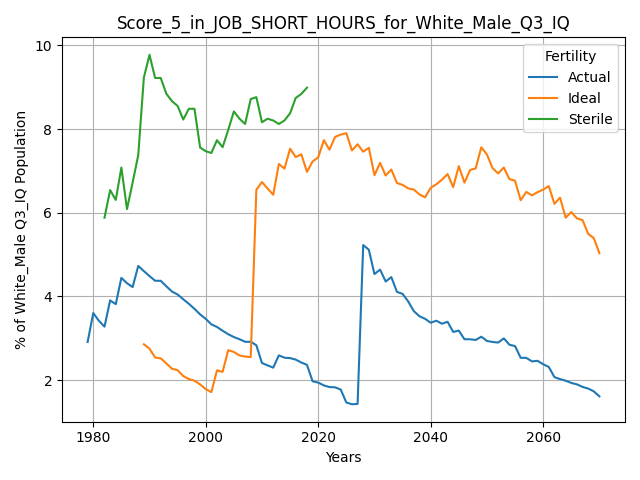 Score_5_in_JOB_SHORT_HOURS_for_White_Male_Q3_IQ
% of White_Male Q3_IQ Population
10
8
6
4
2
Fertility
Actual
Ideal
Sterile
1980
2000
2020
2040
2060
Years